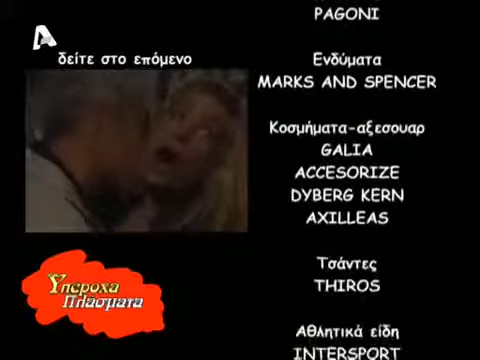 A
δείτε στο επόμενο
Υπέροχα
Πλάσματα
PAGONI
Ενδύματα
MARKS AND SPENCER
Κοσμήματα-αξεσουαρ
GALIA
ACCESORIZE
DYBERG KERN
AXILLEAS
Τσάντες
THIROS
Αθλητικά είδη
INTERSPORT